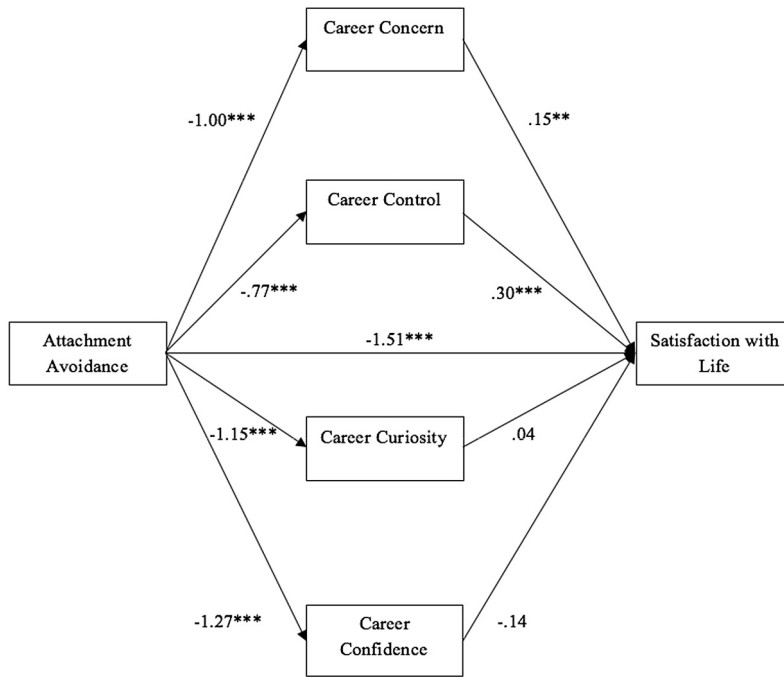 Career Concern
-1.00***
.15**
Career Control
-.77***
.30***
Attachment
Avoidance
-1.51***
Satisfaction with
Life
-1.15***
Career Curiosity
.04
-1.27***
Career
Confidence
-.14